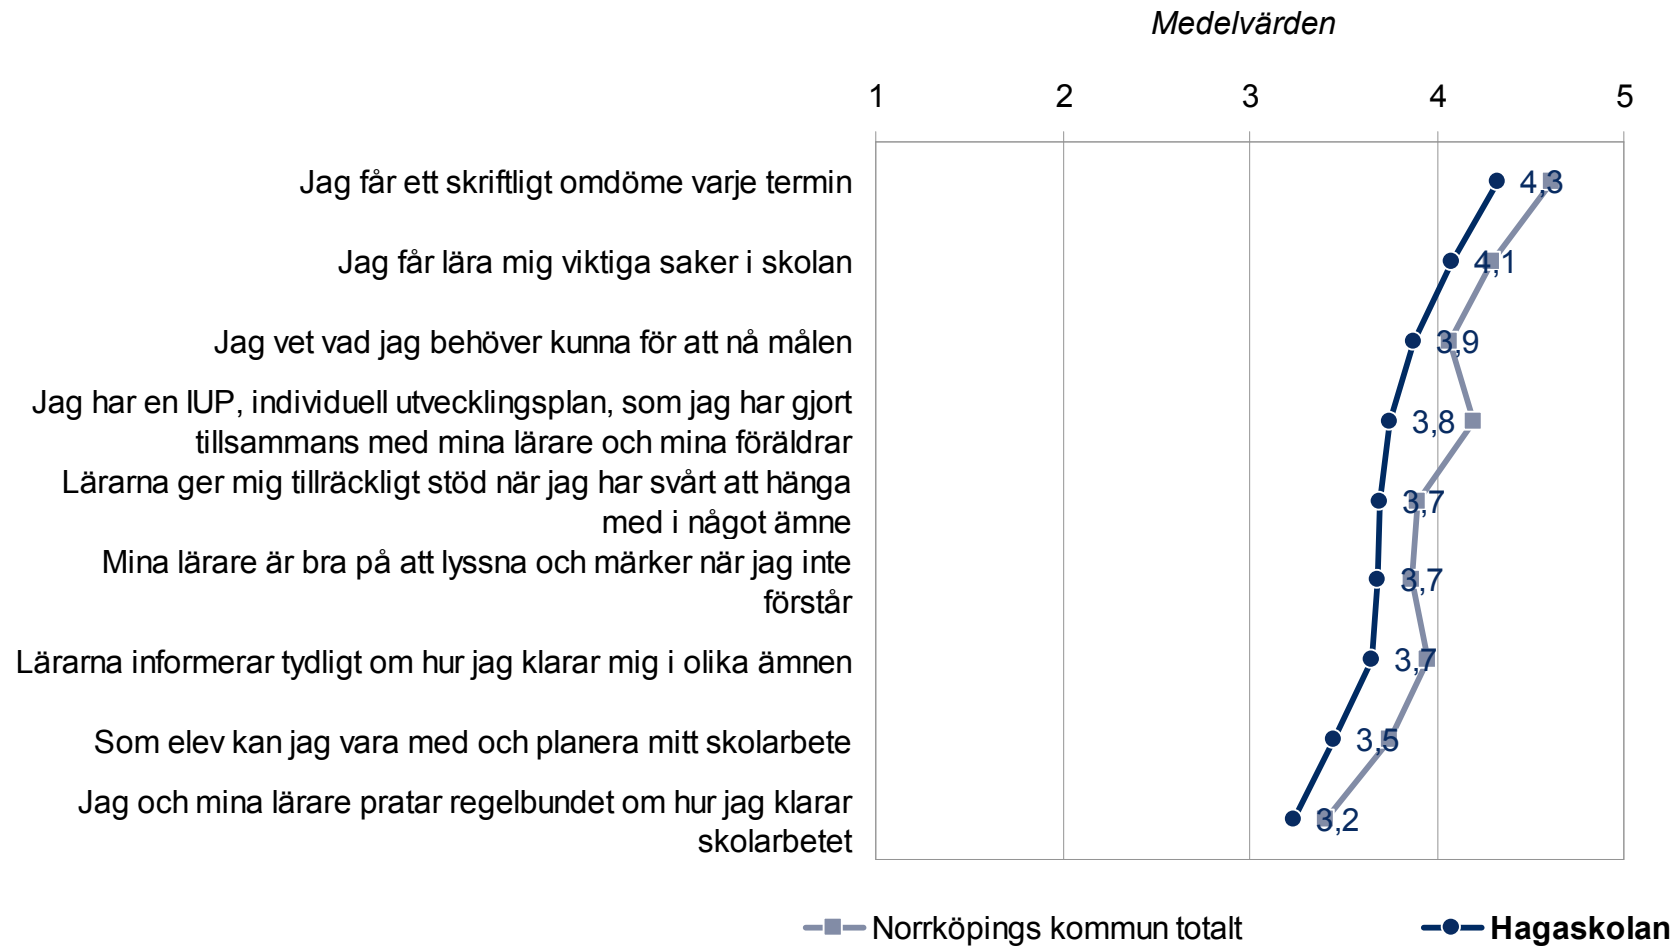 Medelvärden
1 2 3 4 5
Jag får ett skriftligt omdöme varje termin
4,3
Jag får lära mig viktiga saker i skolan
4,1
Jag vet vad jag behöver kunna för att nå målen
3,9
Jag har en IUP, individuell utvecklingsplan, som jag har gjort
tillsammans med mina lärare och mina föräldrar
3,8
Lärarna ger mig tillräckligt stöd när jag har svårt att hänga
med i något ämne
3,7
Mina lärare är bra på att lyssna och märker när jag inte
förstår
3,7
Lärarna informerar tydligt om hur jag klarar mig i olika ämnen
3,7
Som elev kan jag vara med och planera mitt skolarbete
3,5
Jag och mina lärare pratar regelbundet om hur jag klarar
skolarbetet
3,2
Norrköpings kommun totalt
Hagaskolan